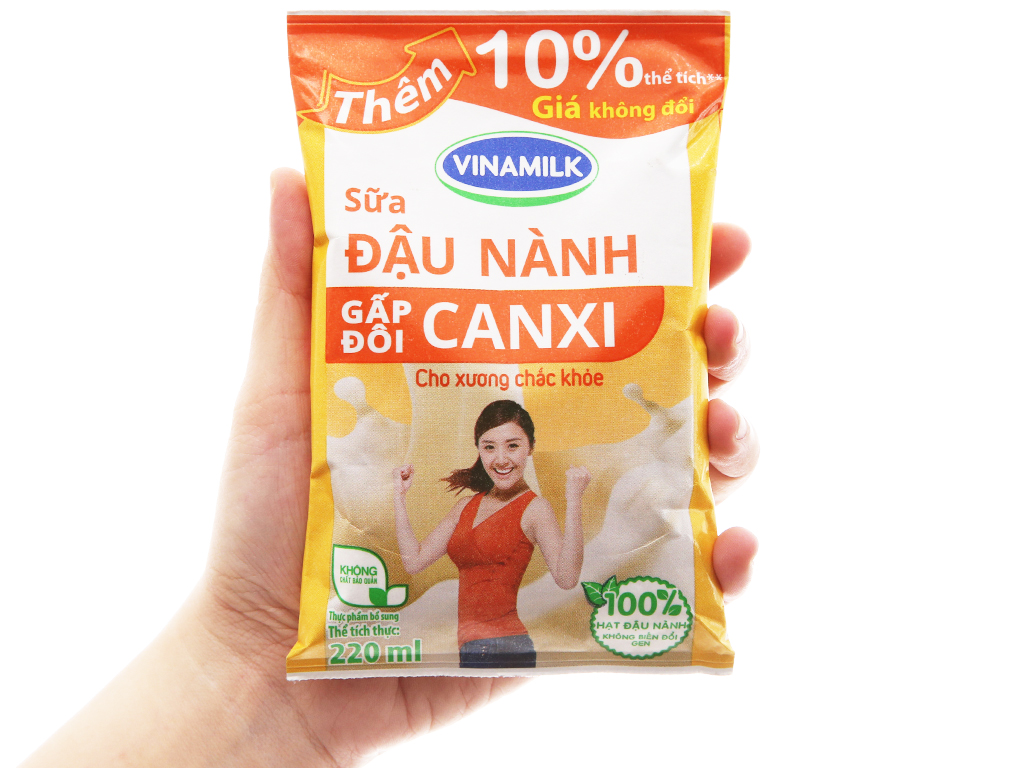 Thêm 10% thể tích**
Giá không đổi
VINAMILK
Sữa
ĐẬU NÀNH
GẤP ĐÔI CANXI
Cho xương chắc khỏe
KHÔNG
CHẤT BẢO QUẢN
Thực phẩm bổ sung
Thể tích thực:
220 ml
100%
HẠT ĐẬU NÀNH
KHÔNG BIẾN ĐỔI
GEN